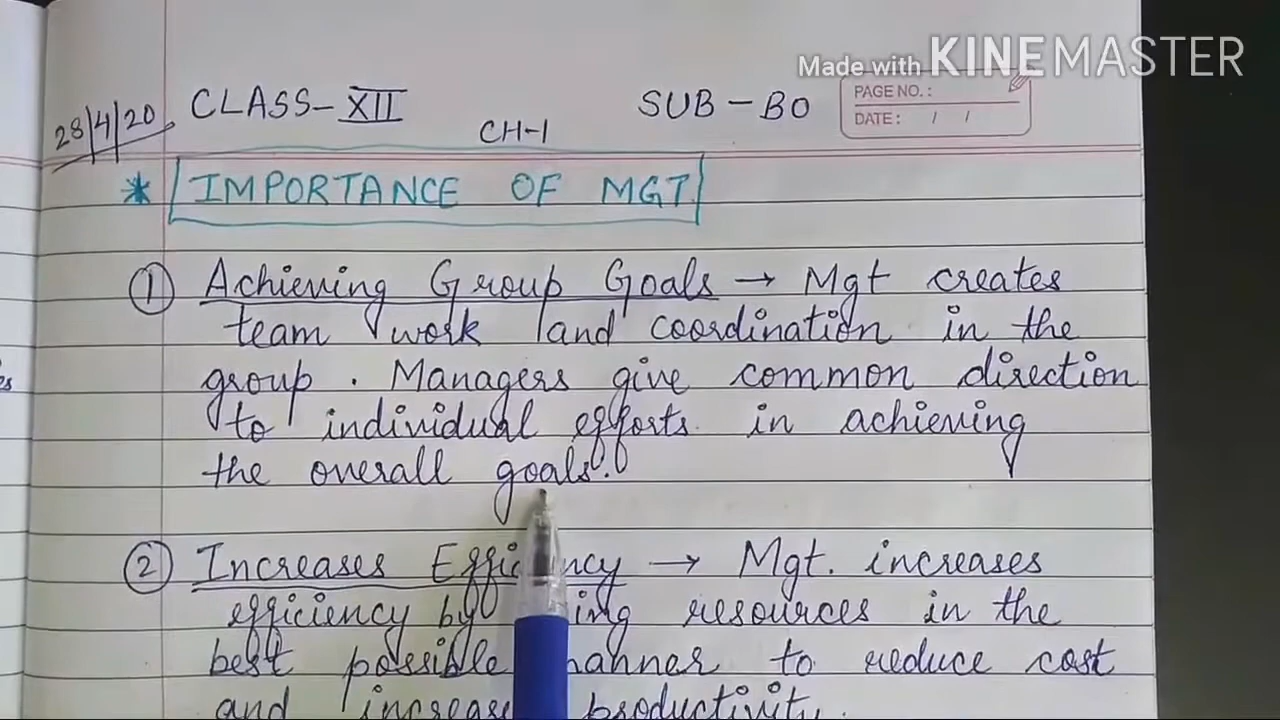 Made with KINEMASTER
28/4/20 CLASS-XII SUB-BO
PAGE NO.:
DATE: / /
CH-1
* IMPORTANCE OF MGT.
① Achieving Group Goals → Mgt creates
team work and coordination in the
group. Managers give common direction
to individual efforts in achieving
the overall goals.
② Increases → Mgt. increases
efficiency by resources in the
best possible to reduce cost
and productivity.